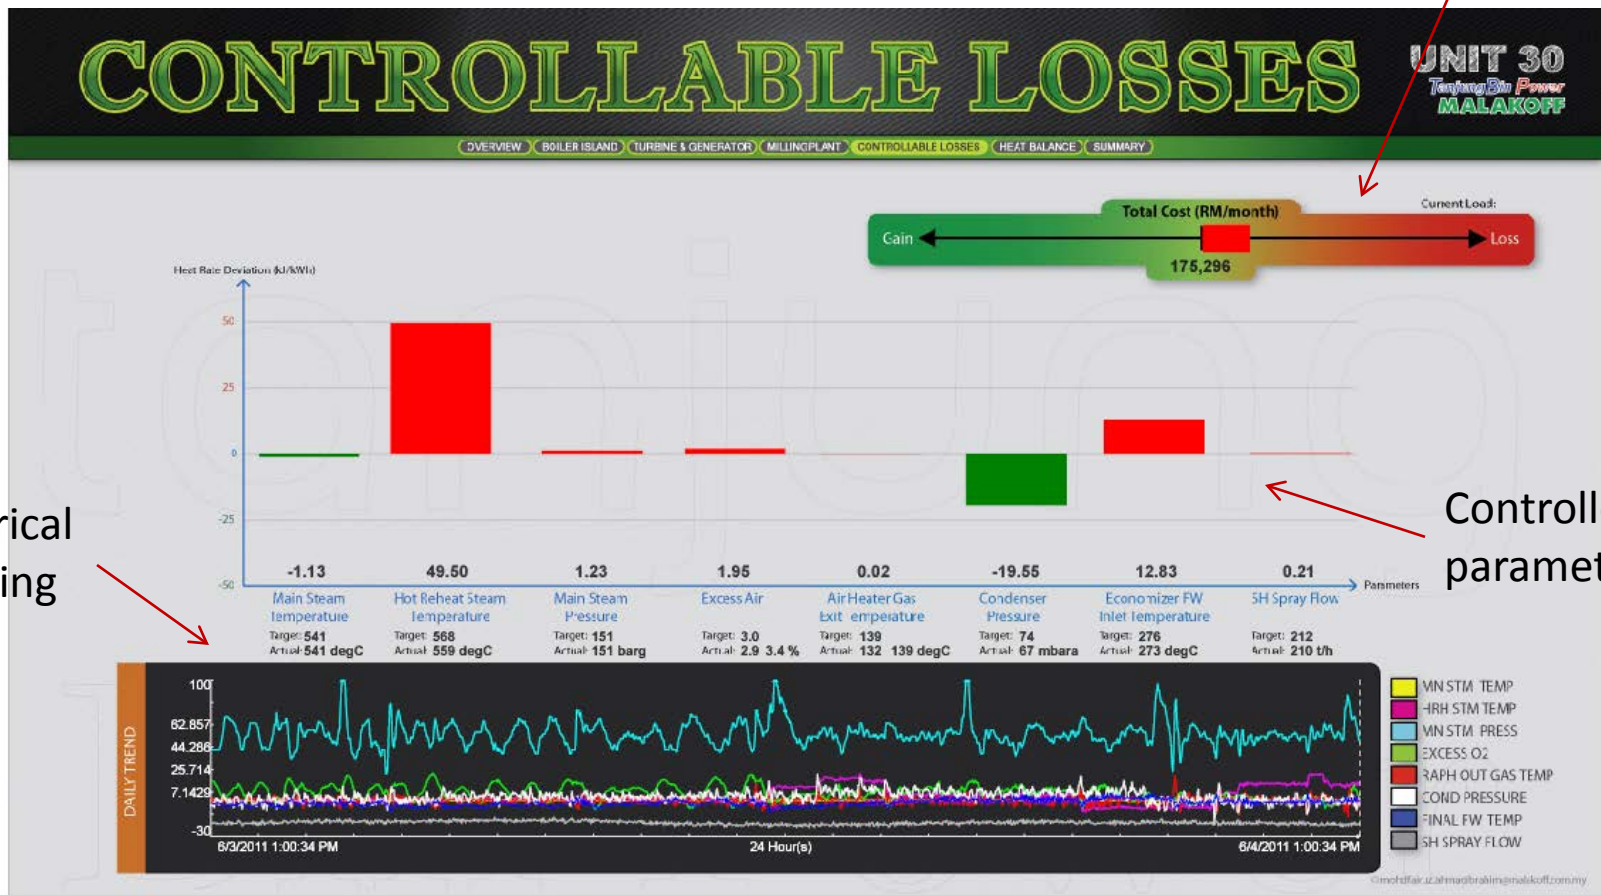 CONTROLLABLE LOSSES
UNIT 30
Tanjung Bin Power
MALAKOFF
OVERVIEW BOILER ISLAND TURBINE & GENERATOR MILLINGPLANT CONTROLLABLE LOSSES HEAT BALANCE SUMMARY
Current Load:
Total Cost (RM/month)
Gain Loss
175,296
Heat Rate Deviation (kJ/kWh)
50
25
0
-25
-50
rical
ing
Controll
paramet
-1.13 49.50 1.23 1.95 0.02 -19.55 12.83 0.21
Parameters
Main Steam Hot Reheat Steam Main Steam Excess Air Air Heater Gas Condenser Economizer FW SH Spray Flow
Temperature Temperature Pressure Exit Temperature Pressure Inlet Temperature
Target: 541 Target: 568 Target: 151 Target: 3.0 Target: 139 Target: 74 Target: 276 Target: 212
Actual: 541 degC Actual: 559 degC Actual: 151 barg Actual: 2.9 3.4 % Actual: 132 139 degC Actual: 67 mbara Actual: 273 degC Actual: 210 t/h
DAILY TREND
100
62.857
44.286
25.714
7.1429
-30
6/3/2011 1:00:34 PM 24 Hour(s) 6/4/2011 1:00:34 PM
MN STM TEMP
HRH STM TEMP
MN STM PRESS
EXCESS O2
RAPH OUT GAS TEMP
COND PRESSURE
FINAL FW TEMP
SH SPRAY FLOW